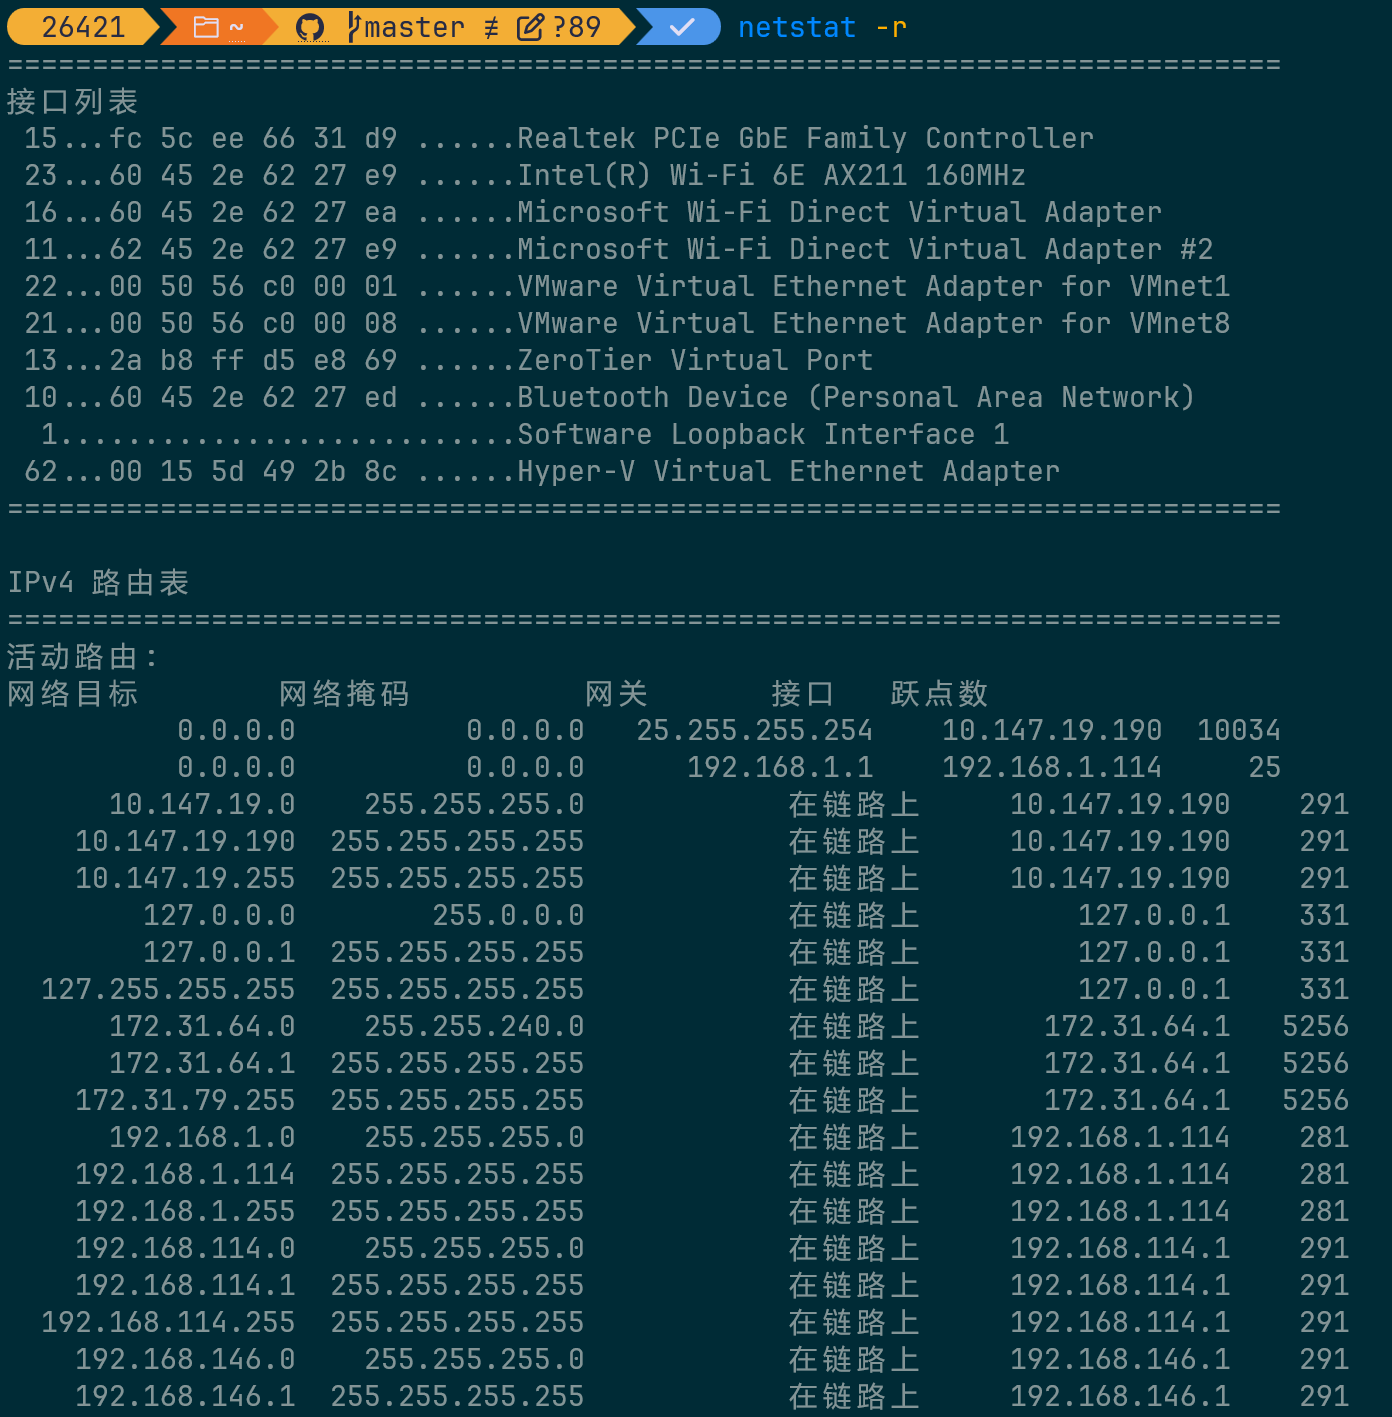 26421 ~ master ≢ ?89 netstat -r
===========================================================================
接口列表
 15...fc 5c ee 66 31 d9 ......Realtek PCIe GbE Family Controller
 23...60 45 2e 62 27 e9 ......Intel(R) Wi-Fi 6E AX211 160MHz
 16...60 45 2e 62 27 ea ......Microsoft Wi-Fi Direct Virtual Adapter
 11...62 45 2e 62 27 e9 ......Microsoft Wi-Fi Direct Virtual Adapter #2
 22...00 50 56 c0 00 01 ......VMware Virtual Ethernet Adapter for VMnet1
 21...00 50 56 c0 00 08 ......VMware Virtual Ethernet Adapter for VMnet8
 13...2a b8 ff d5 e8 69 ......ZeroTier Virtual Port
 10...60 45 2e 62 27 ed ......Bluetooth Device (Personal Area Network)
  1...........................Software Loopback Interface 1
 62...00 15 5d 49 2b 8c ......Hyper-V Virtual Ethernet Adapter
===========================================================================
IPv4 路由表
===========================================================================
活动路由:
网络目标        网络掩码          网关       接口   跃点数
          0.0.0.0          0.0.0.0   25.255.255.254    10.147.19.190  10034
          0.0.0.0          0.0.0.0      192.168.1.1    192.168.1.114     25
      10.147.19.0    255.255.255.0            在链路上     10.147.19.190    291
    10.147.19.190  255.255.255.255            在链路上     10.147.19.190    291
    10.147.19.255  255.255.255.255            在链路上     10.147.19.190    291
        127.0.0.0        255.0.0.0            在链路上         127.0.0.1    331
        127.0.0.1  255.255.255.255            在链路上         127.0.0.1    331
  127.255.255.255  255.255.255.255            在链路上         127.0.0.1    331
      172.31.64.0    255.255.240.0            在链路上       172.31.64.1   5256
      172.31.64.1  255.255.255.255            在链路上       172.31.64.1   5256
    172.31.79.255  255.255.255.255            在链路上       172.31.64.1   5256
      192.168.1.0    255.255.255.0            在链路上     192.168.1.114    281
    192.168.1.114  255.255.255.255            在链路上     192.168.1.114    281
    192.168.1.255  255.255.255.255            在链路上     192.168.1.114    281
    192.168.114.0    255.255.255.0            在链路上     192.168.114.1    291
    192.168.114.1  255.255.255.255            在链路上     192.168.114.1    291
  192.168.114.255  255.255.255.255            在链路上     192.168.114.1    291
    192.168.146.0    255.255.255.0            在链路上     192.168.146.1    291
    192.168.146.1  255.255.255.255            在链路上     192.168.146.1    291